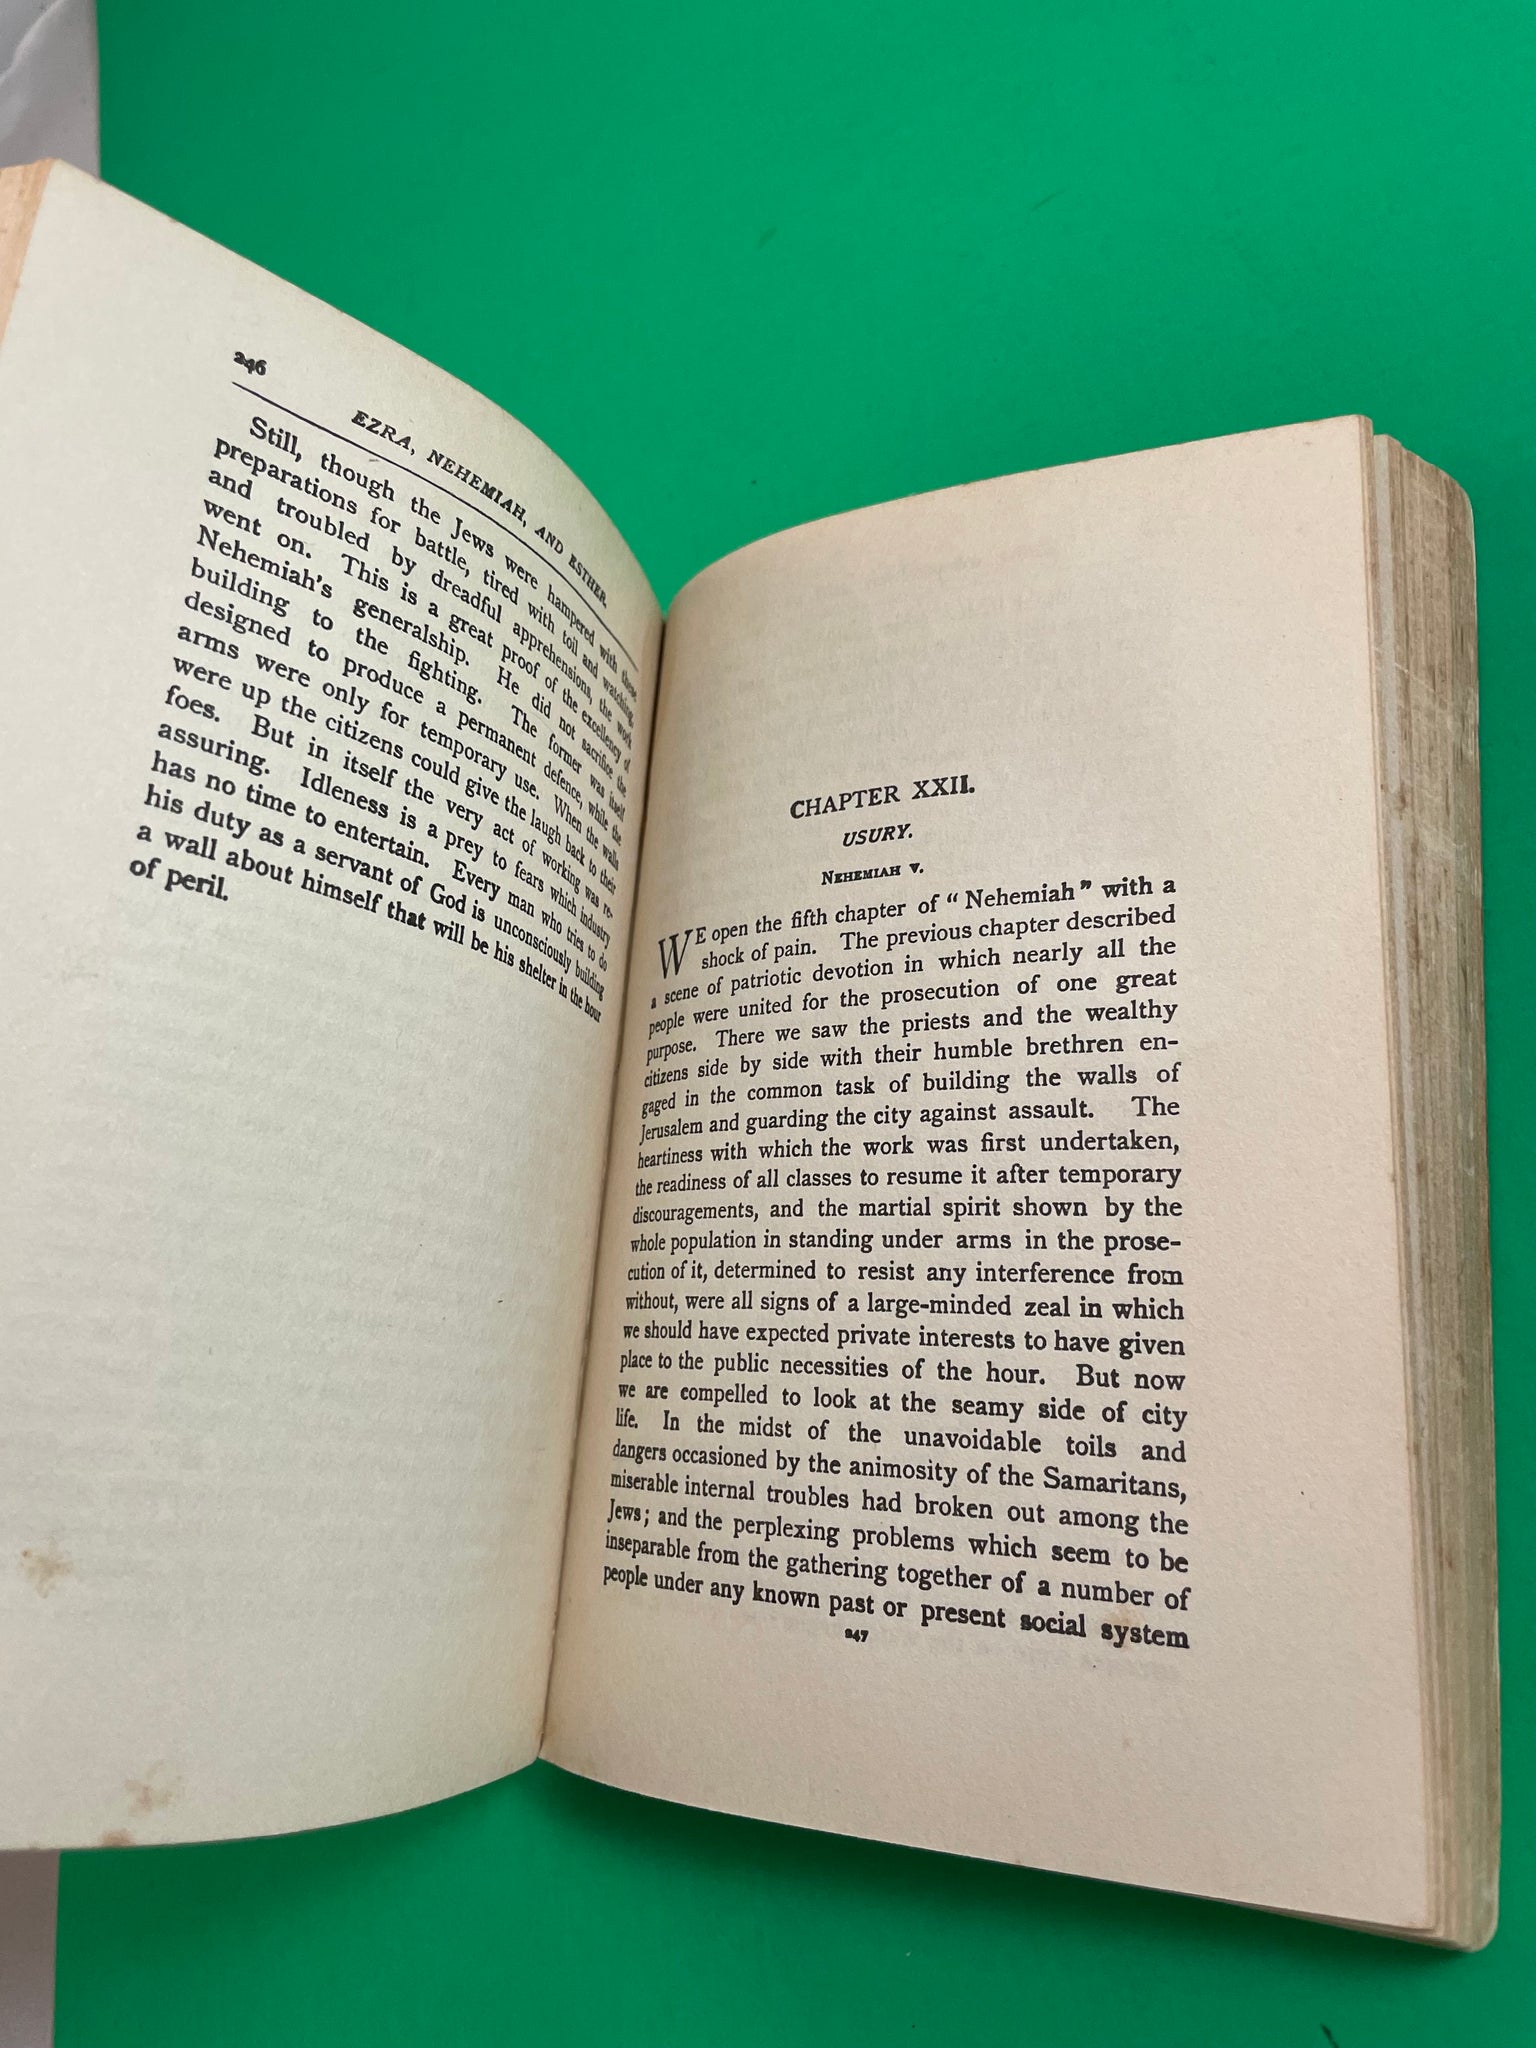 246
EZRA, NEHEMIAH, AND ESTHER.
Still, though the Jews were hampered with these
preparations for battle, tired with toil and watching,
and troubled by dreadful apprehensions, the work
went on. This is a great proof of the excellency of
Nehemiah's generalship. He did not sacrifice the
building to the fighting. The former was itself
designed to produce a permanent defence, while the
arms were only for temporary use. When the walls
were up the citizens could give the laugh back to their
foes. But in itself the very act of working was re-
assuring. Idleness is a prey to fears which industry
has no time to entertain. Every man who tries to do
his duty as a servant of God is unconsciously building
a wall about himself that will be his shelter in the hour
of peril.
CHAPTER XXII.
USURY.
NEHEMIAH V.
WE open the fifth chapter of “Nehemiah” with a
shock of pain. The previous chapter described
a scene of patriotic devotion in which nearly all the
people were united for the prosecution of one great
purpose. There we saw the priests and the wealthy
citizens side by side with their humble brethren en-
gaged in the common task of building the walls of
Jerusalem and guarding the city against assault. The
heartiness with which the work was first undertaken,
the readiness of all classes to resume it after temporary
discouragements, and the martial spirit shown by the
whole population in standing under arms in the prose-
cution of it, determined to resist any interference from
without, were all signs of a large-minded zeal in which
we should have expected private interests to have given
place to the public necessities of the hour. But now
we are compelled to look at the seamy side of city
life. In the midst of the unavoidable toils and
dangers occasioned by the animosity of the Samaritans,
miserable internal troubles had broken out among the
Jews; and the perplexing problems which seem to be
inseparable from the gathering together of a number of
people under any known past or present social system
247